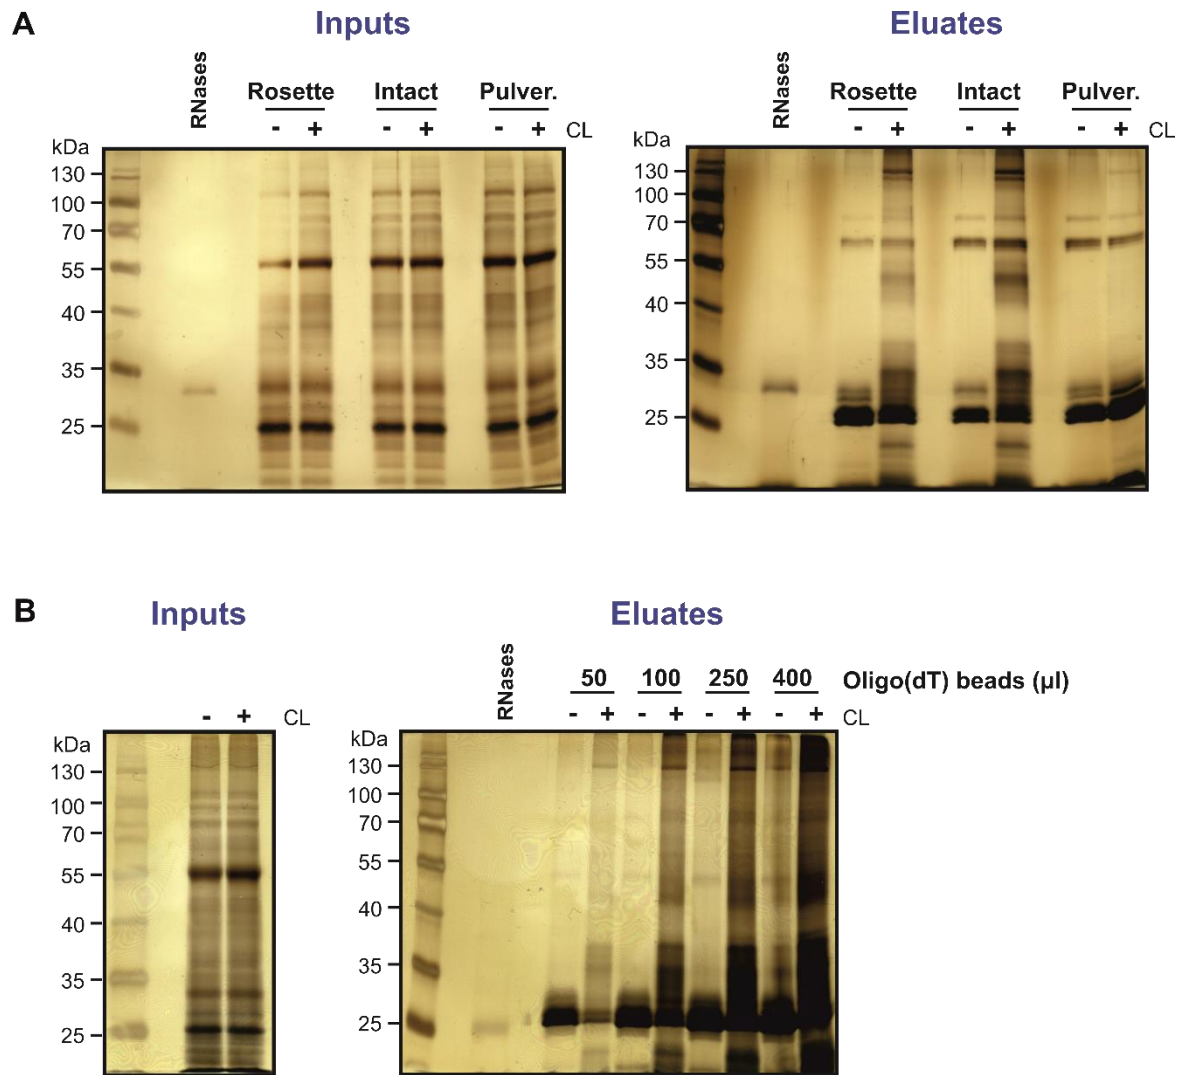 A
Inputs
Eluates
RNases
Rosette Intact Pulver.
- + - + - + CL
kDa
130
100
70
55
40
35
25
RNases
Rosette Intact Pulver.
- + - + - + CL
kDa
130
100
70
55
40
35
25
B
Inputs
Eluates
- + CL
kDa
130
100
70
55
40
35
25
RNases
50 100 250 400 Oligo(dT) beads (µl)
- + - + - + - + CL
kDa
130
100
70
55
40
35
25